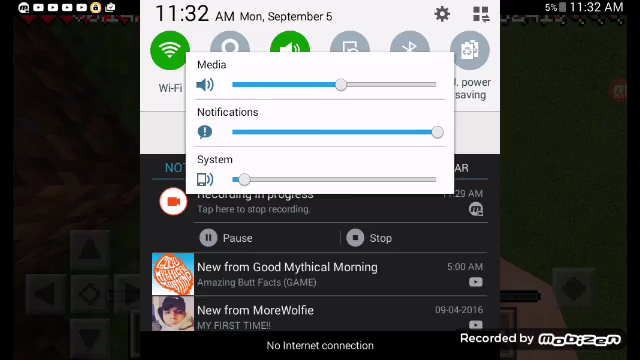 5% 11:32 AM
11:32 AM Mon, September 5
Media
Wi-Fi
power
saving
Notifications
System
Recording in progress 11:29 AM
Tap here to stop recording.
Pause Stop
New from Good Mythical Morning 5:00 AM
Amazing Butt Facts (GAME)
New from MoreWolfie 09-04-2016
MY FIRST TIME!!
Recorded by MOBIZEN
No Internet connection